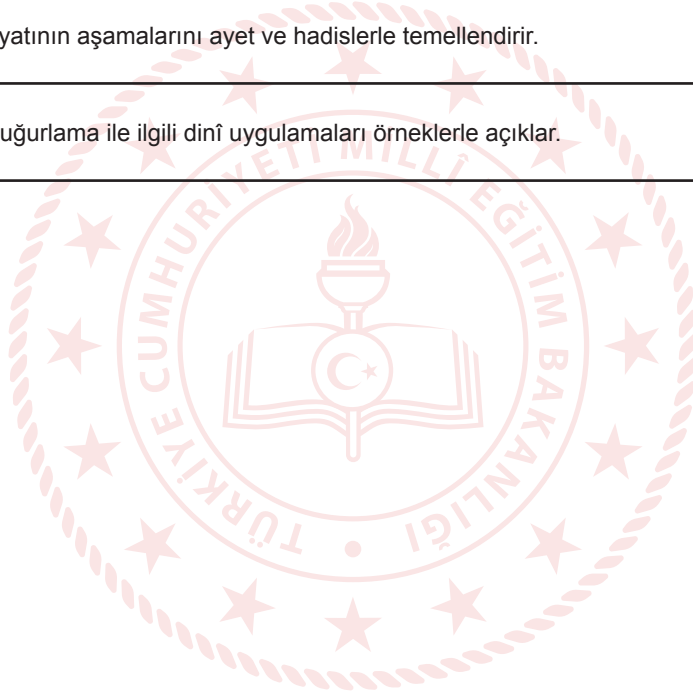 yatının aşamalarını ayet ve hadislerle temellendirir.
uğurlama ile ilgili dinî uygulamaları örneklerle açıklar.
TÜRKİYE CUMHURİYETİ MİLLÎ EĞİTİM BAKANLIĞI